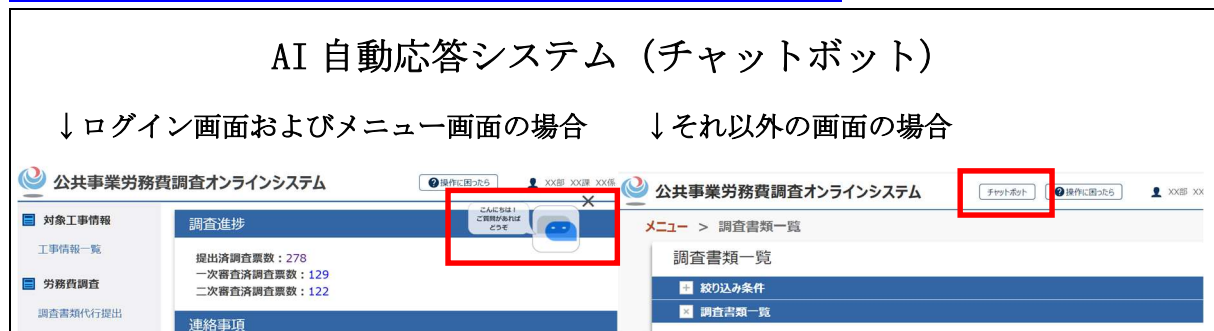 AI 自動応答システム（チャットボット）
↓ログイン画面およびメニュー画面の場合
↓それ以外の画面の場合
公共事業労務費調査オンラインシステム
?操作に困ったら
XX部 XX課 XX係
対象工事情報
工事情報一覧
労務費調査
調査書類代行提出
調査進捗
こんにちは！
ご質問があれば
どうぞ
×
提出済調査票数：278
一次審査済調査票数：129
二次審査済調査票数：122
連絡事項
公共事業労務費調査オンラインシステム
チャットボット
?操作に困ったら
XX部 XX
メニュー > 調査書類一覧
調査書類一覧
+ 絞り込み条件
× 調査書類一覧